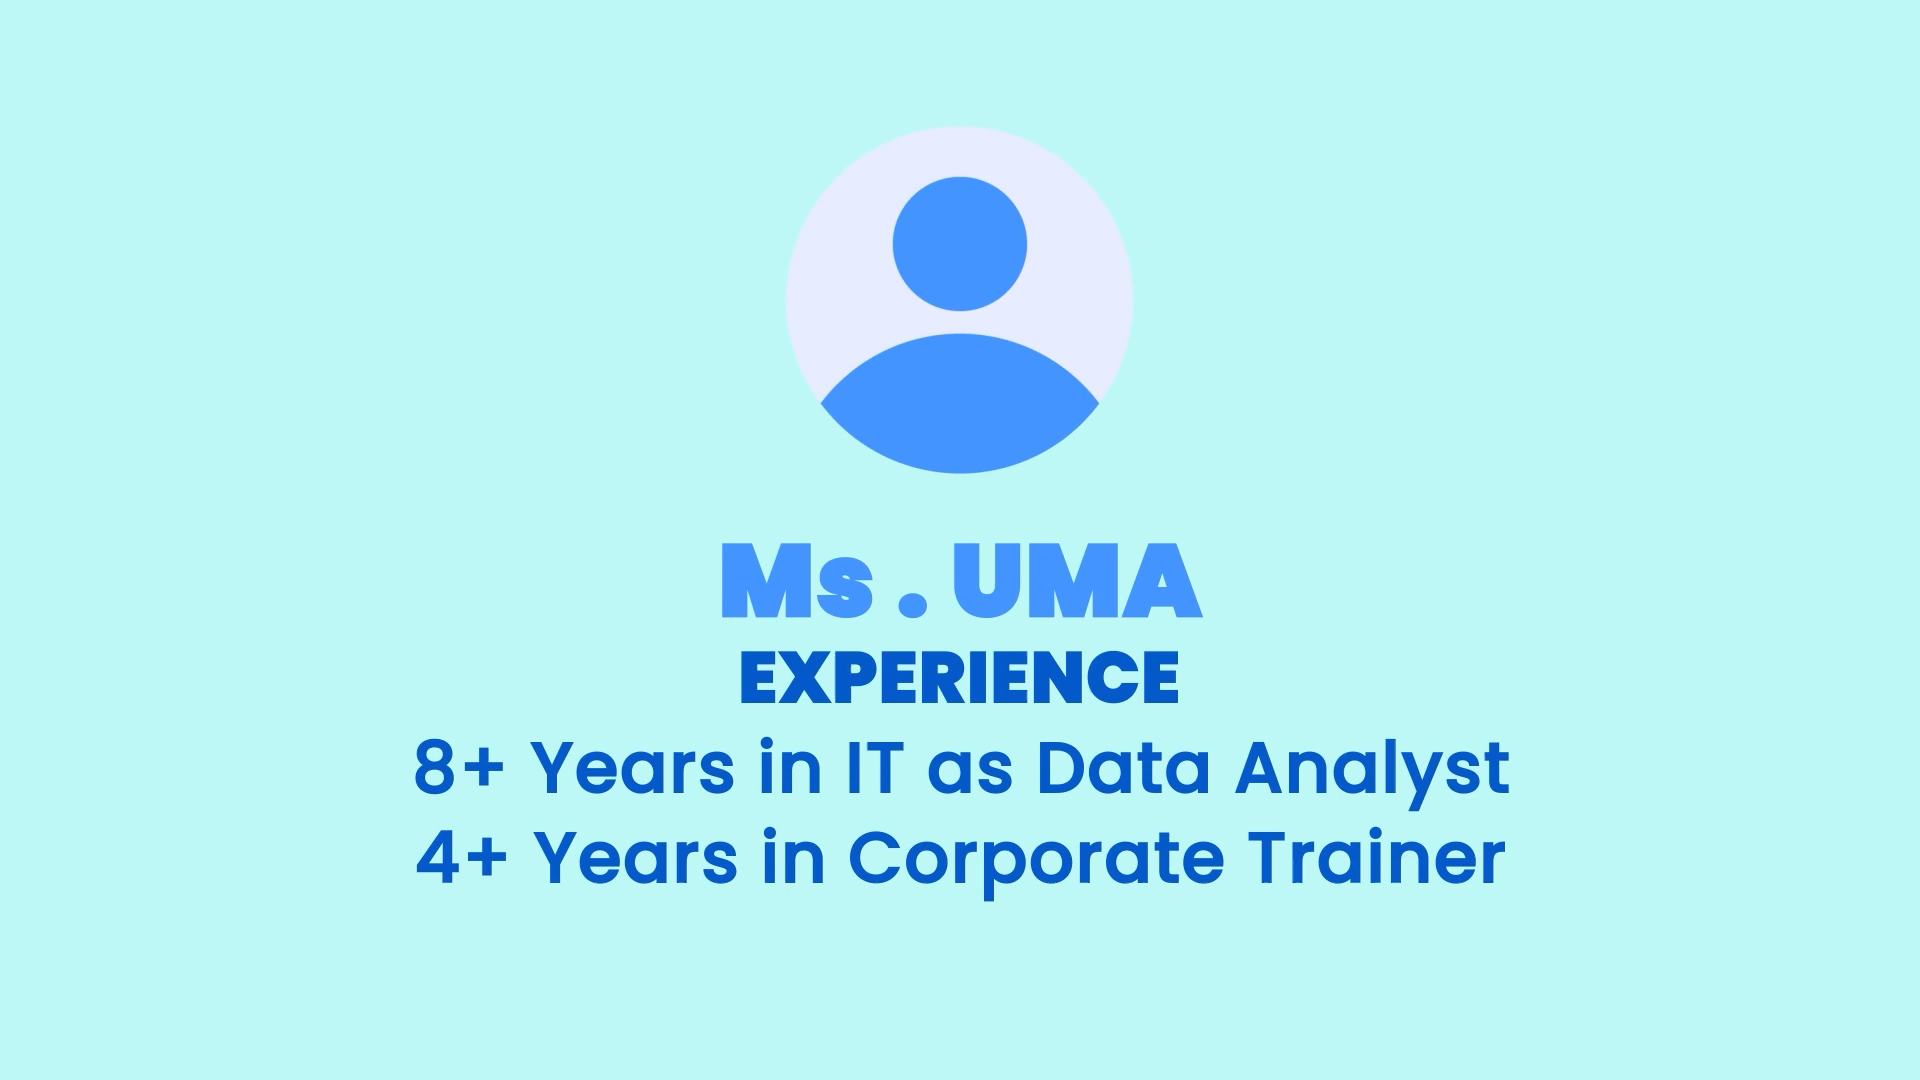 Ms . UMA
EXPERIENCE
8+ Years in IT as Data Analyst
4+ Years in Corporate Trainer